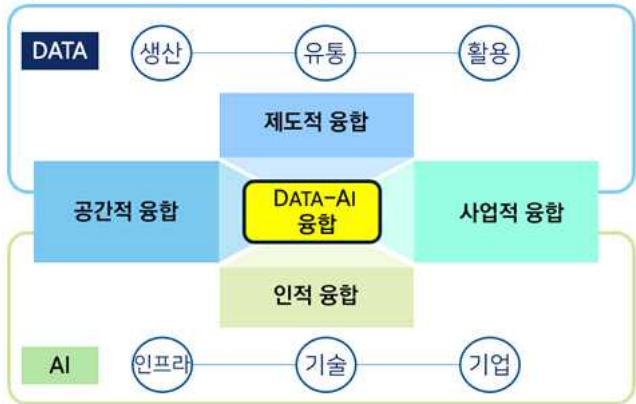 DATA 생산 유통 활용
제도적 융합
공간적 융합 DATA-AI 사업적 융합
융합
인적 융합
AI 인프라 기술 기업